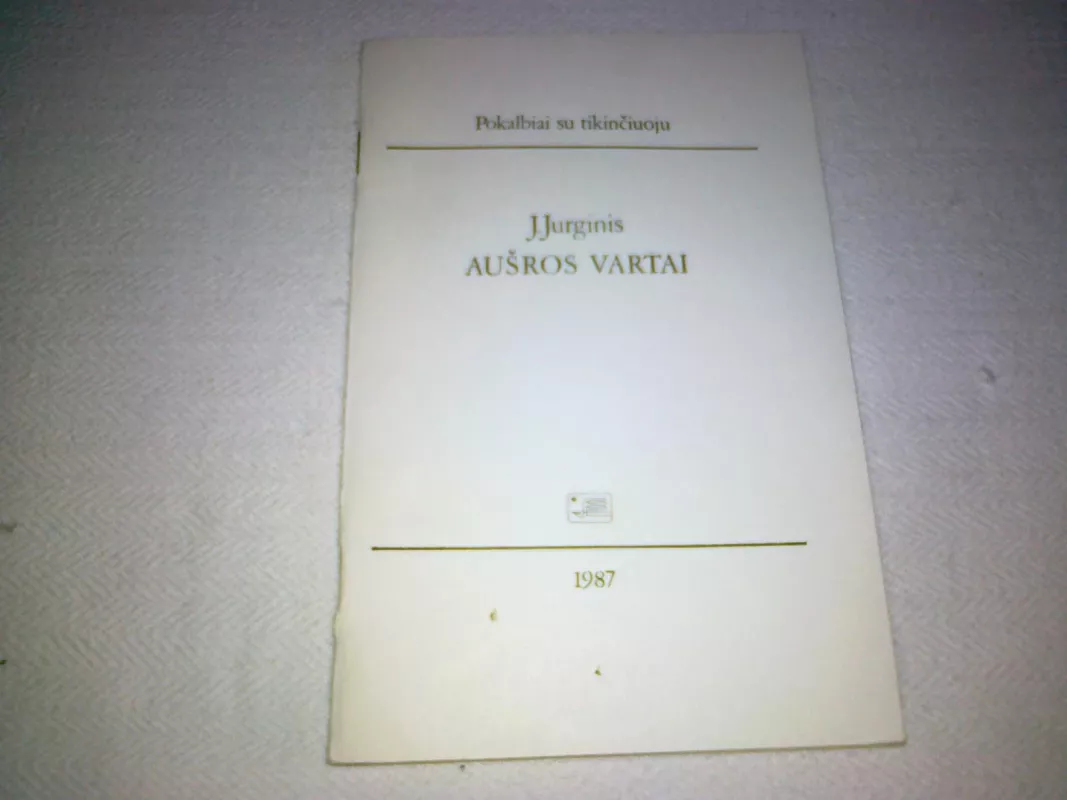 Pokalbiai su tikinčiuoju
J.Jurginis
AUŠROS VARTAI
1987